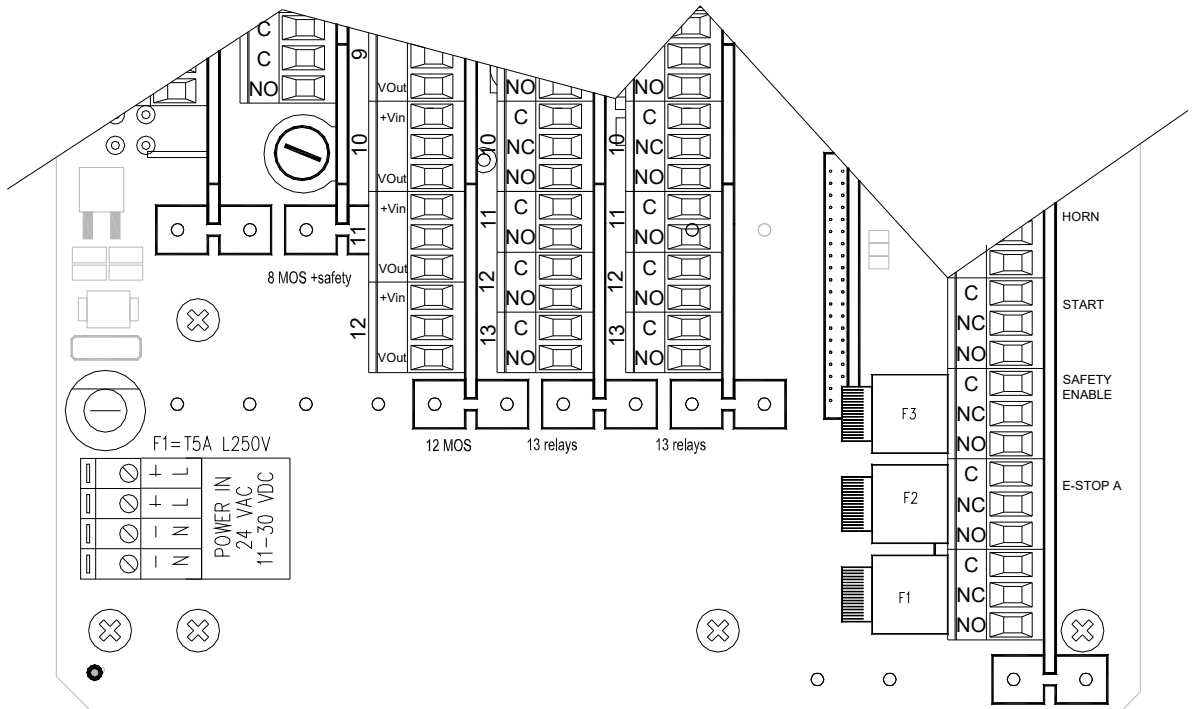 C
C
NO
9
VOut
+Vin
10
VOut
+Vin
11
VOut
+Vin
12
VOut
NO
C
10
NC
NO
C
11
NO
C
12
NO
C
13
NO
NO
C
10
NC
NO
C
11
NO
C
12
NO
C
13
NO
8 MOS +safety
12 MOS
13 relays
13 relays
F1=T5A L250V
+ L
+ L
- N
- N
POWER IN
24 VAC
11-30 VDC
F3
F2
F1
C
NC
NO
C
NC
NO
C
NC
NO
C
NC
NO
HORN
START
SAFETY
ENABLE
E-STOP A